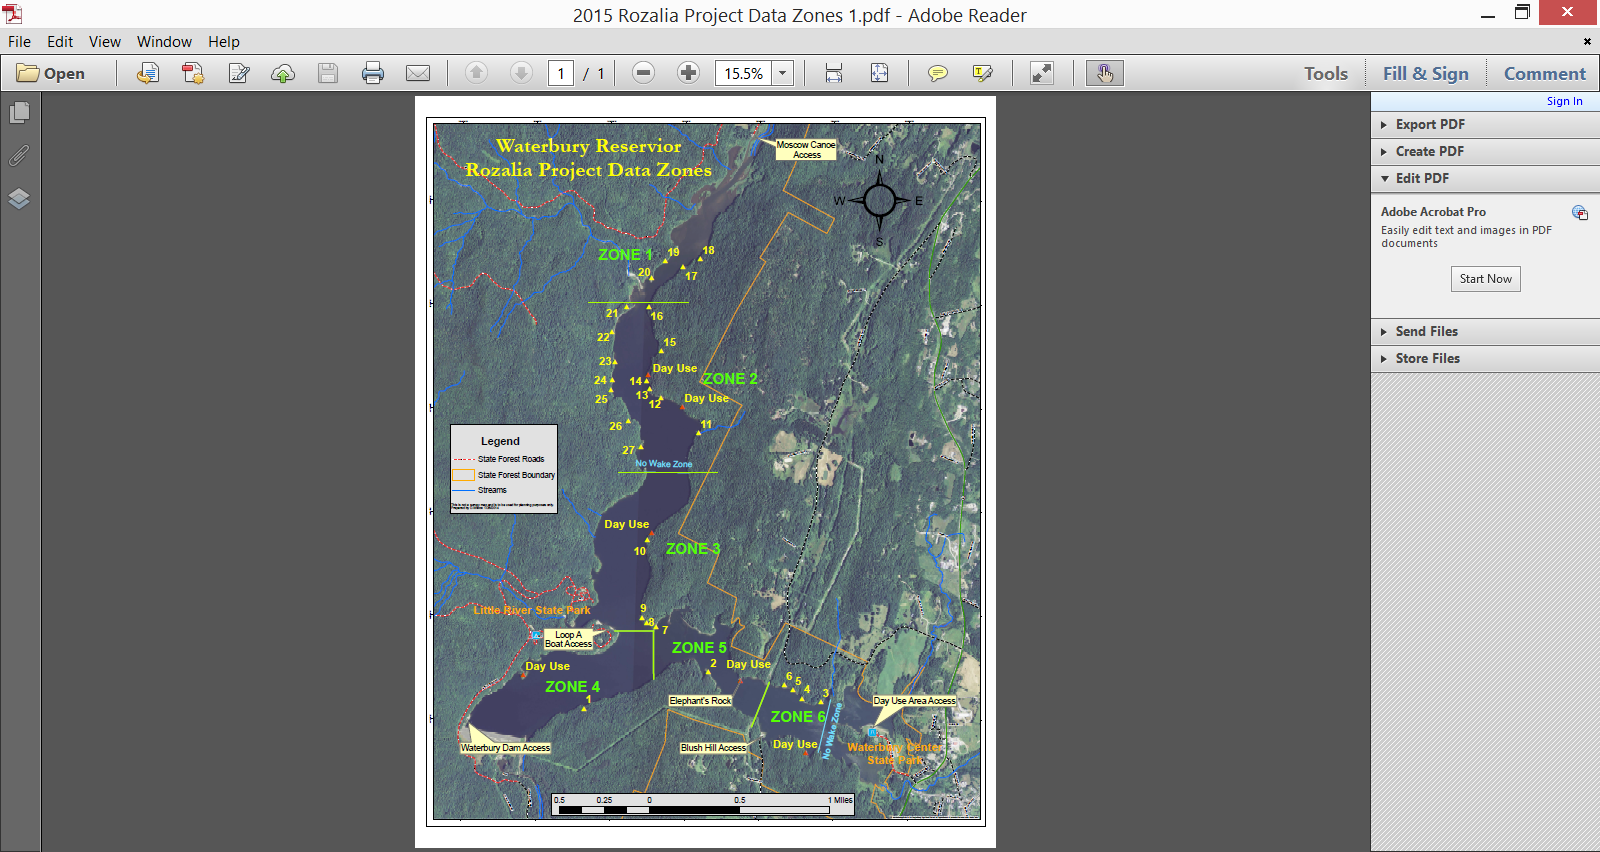 2015 Rozalia Project Data Zones 1.pdf - Adobe Reader
File Edit View Window Help
Open 1 / 1 15.5% Tools Fill & Sign Comment
Sign In
Export PDF
Create PDF
Edit PDF
Adobe Acrobat Pro
Easily edit text and images in PDF
documents
Start Now
Send Files
Store Files
Waterbury Reservior
Rozalia Project Data Zones
Moscow Canoe
Access
N
W E
S
ZONE 1
19 18
20 17
21 16
22
15
23
Day Use
24 14
ZONE 2
25 13 12
Day Use
26 11
27
No Wake Zone
Legend
State Forest Roads
State Forest Boundary
Streams
Day Use
10
ZONE 3
Little River State Park
9
8
7
Loop A
Boat Access
ZONE 5
Day Use
2 Day Use
ZONE 4
1
6 5 4 3
Elephant's Rock
Day Use Area Access
ZONE 6
No Wake Zone
Waterbury Dam Access
Blush Hill Access
Day Use
Waterbury Center
State Park
0.5 0.25 0 0.5 1 Miles